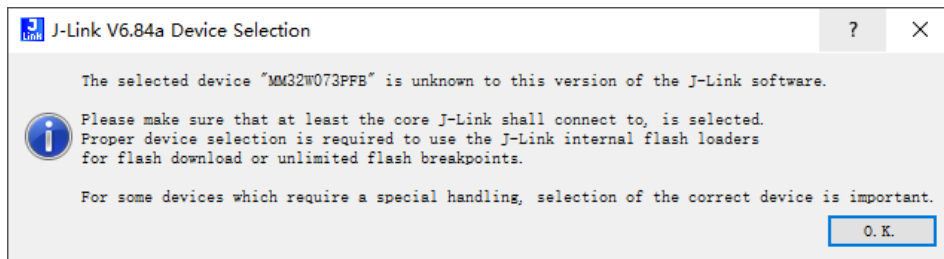 J-Link V6.84a Device Selection
?
The selected device "MM32W073PFB" is unknown to this version of the J-Link software.
Please make sure that at least the core J-Link shall connect to, is selected.
Proper device selection is required to use the J-Link internal flash loaders
for flash download or unlimited flash breakpoints.
For some devices which require a special handling, selection of the correct device is important.
O.K.